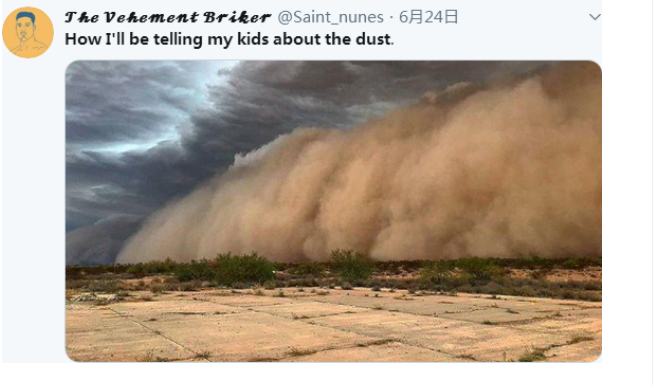 𝓣𝓱𝓮 𝓥𝓮𝓱𝓮𝓶𝓮𝓷𝓽 𝓑𝓻𝓲𝓴𝓮𝓻 @Saint_nunes · 6月24日
How I'll be telling my kids about the dust.